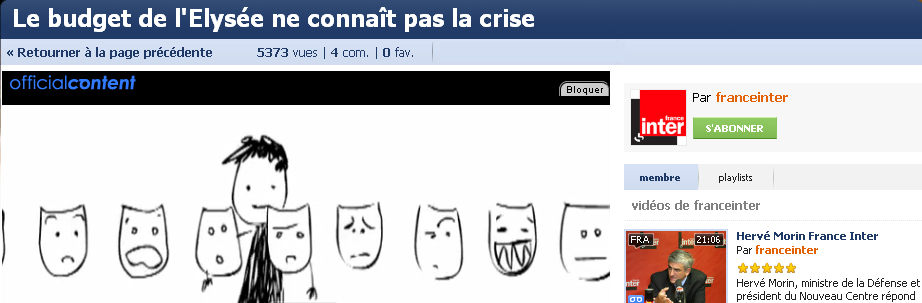 Le budget de l'Elysée ne connaît pas la crise
« Retourner à la page précédente 5373 vues | 4 com. | 0 fav.
officialcontent
Bloquer
france
inter
Par franceinter
S'ABONNER
membre playlists
vidéos de franceinter
FRA 21:06
Hervé Morin France Inter
Par franceinter
Hervé Morin, ministre de la Défense et
président du Nouveau Centre répond